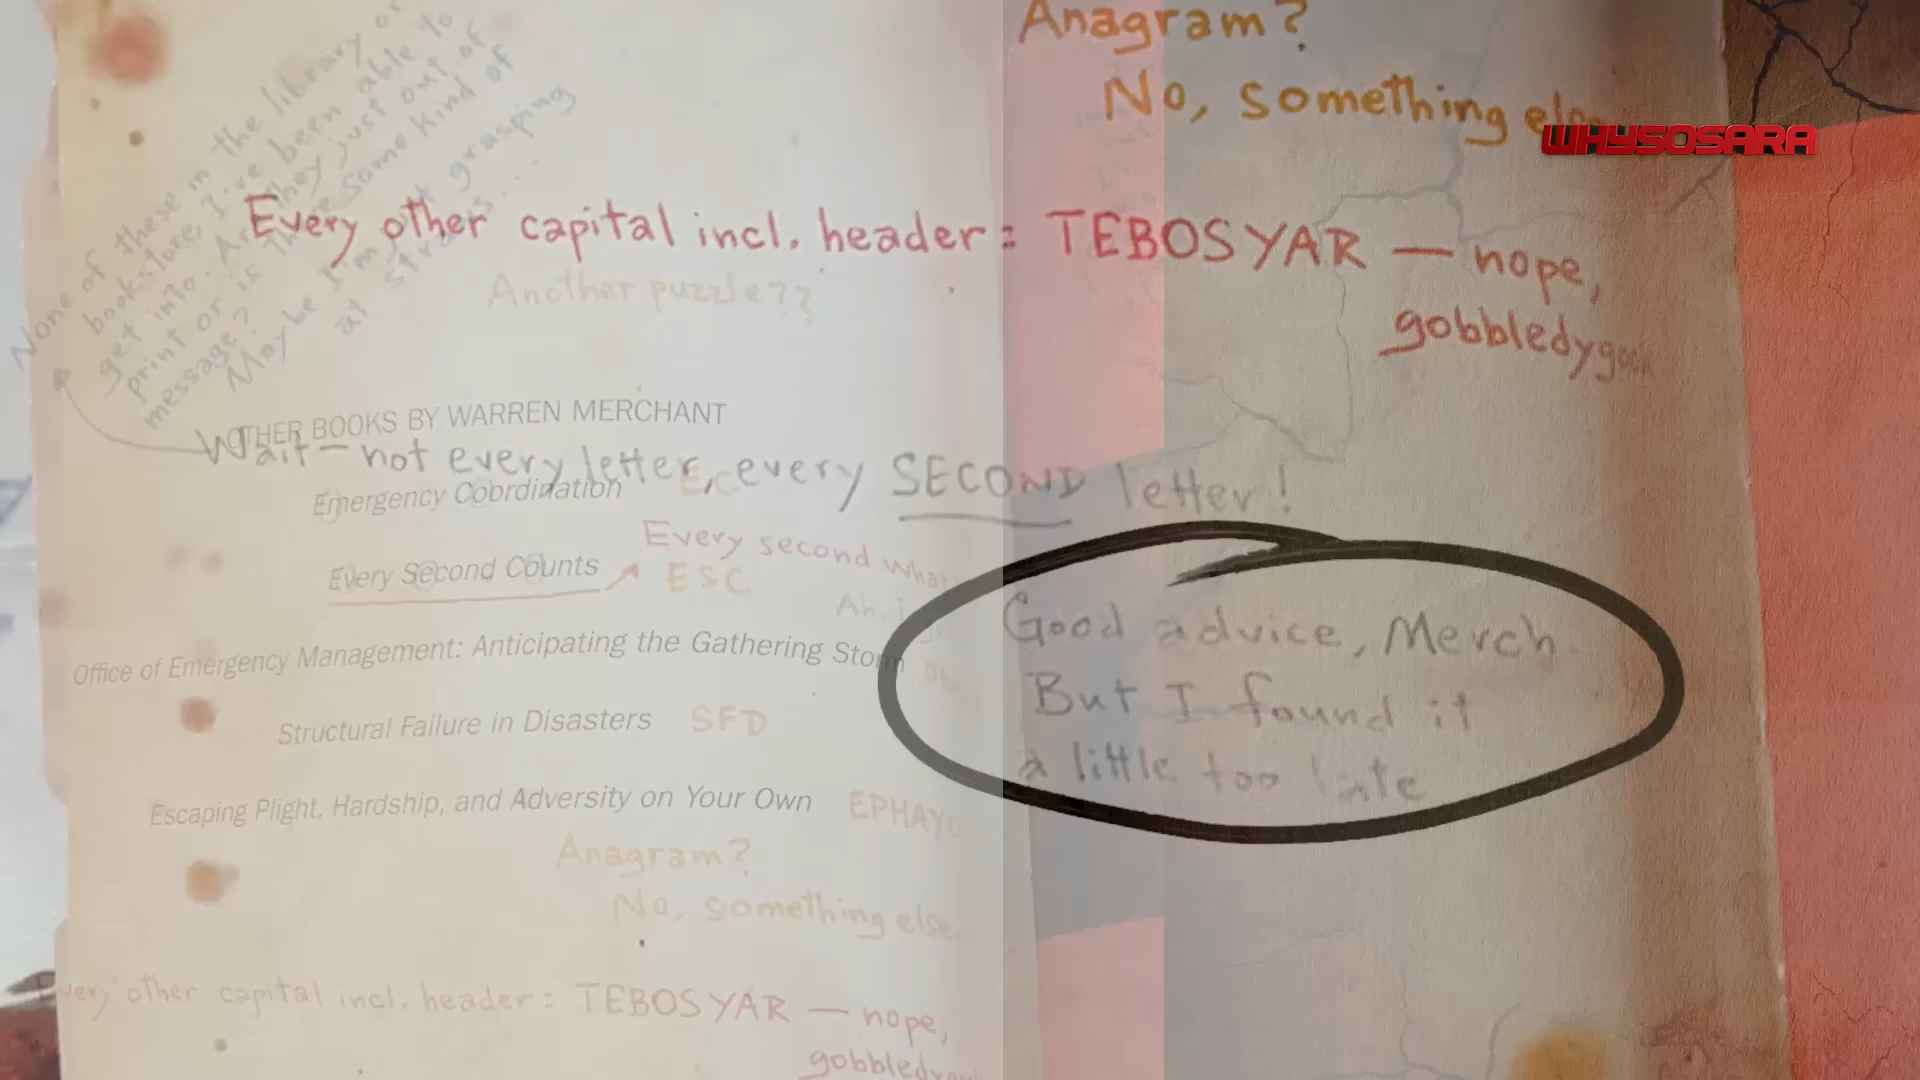 Anagram?
No, something else
WHYSOSARA
None of these in the library or
bookstore I've been able to
get into. Are they just out of
print or is there some kind of
message?
Maybe I'm just grasping
at straws...
Every other capital incl. header: TEBOSYAR — nope,
gobbledygook
Another puzzle??
OTHER BOOKS BY WARREN MERCHANT
Wait - not every letter, every SECOND letter!
Emergency Coordination EC
Every second what
Every Second Counts ESC
Ah, I
Good advice, Merch
Office of Emergency Management: Anticipating the Gathering Storm
But I found it
Structural Failure in Disasters SFD
a little too late
Escaping Plight, Hardship, and Adversity on Your Own EPHAYO
Anagram?
No, something else
Every other capital incl. header: TEBOSYAR — nope,
gobbledygook